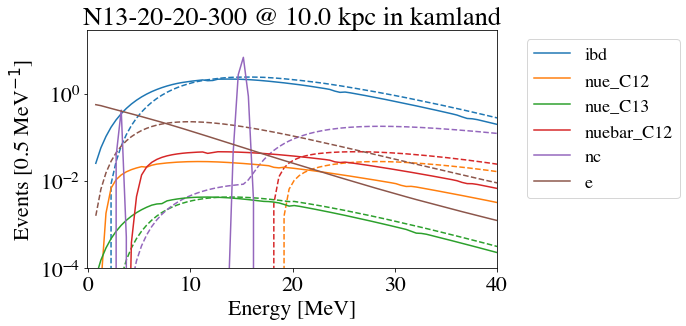 N13-20-20-300 @ 10.0 kpc in kamland
Events [0.5 MeV⁻¹]
10⁰
10⁻²
10⁻⁴
0 10 20 30 40
Energy [MeV]
ibd
nue_C12
nue_C13
nuebar_C12
nc
e